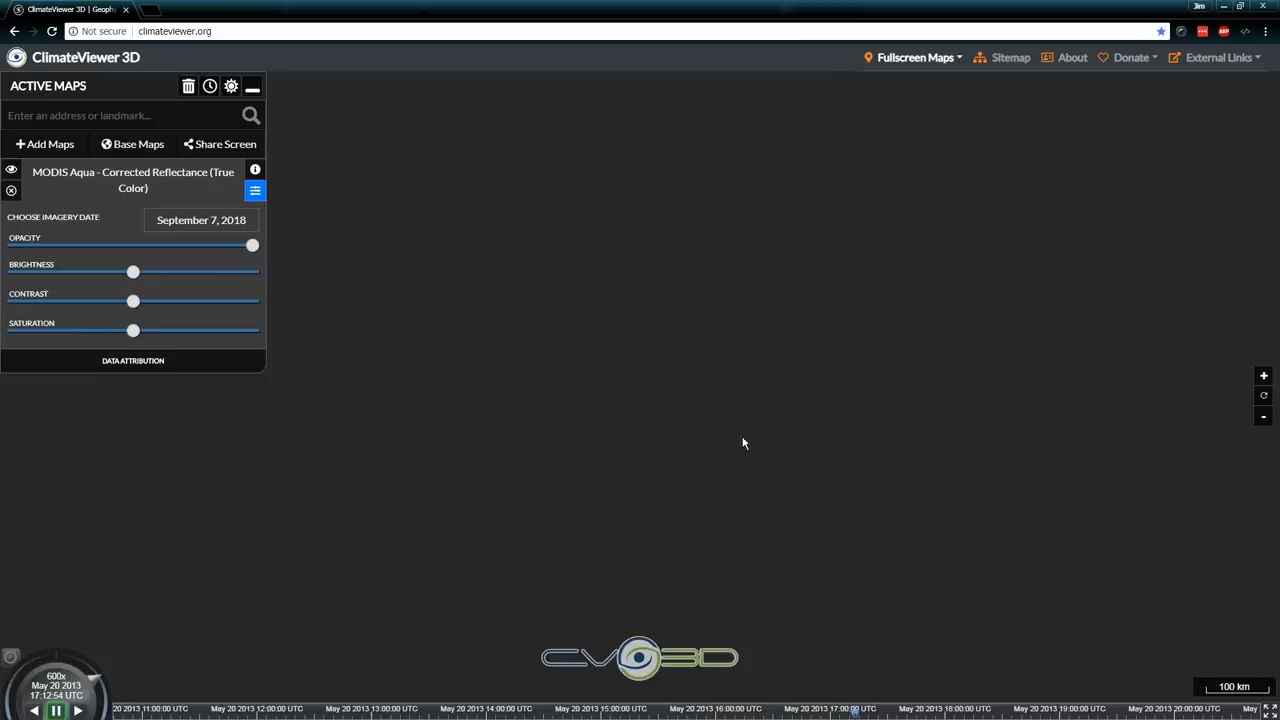 ClimateViewer 3D | Geophy
Jim
Not secure | climateviewer.org
ABP
ClimateViewer 3D
Fullscreen Maps
Sitemap
About
Donate
External Links
ACTIVE MAPS
Enter an address or landmark...
Add Maps
Base Maps
Share Screen
MODIS Aqua - Corrected Reflectance (True
Color)
CHOOSE IMAGERY DATE
September 7, 2018
OPACITY
BRIGHTNESS
CONTRAST
SATURATION
DATA ATTRIBUTION
+
-
CV3D
100 km
600x
May 20 2013
17:12:54 UTC
20 2013 11:00:00 UTC
May 20 2013 12:00:00 UTC
May 20 2013 13:00:00 UTC
May 20 2013 14:00:00 UTC
May 20 2013 15:00:00 UTC
May 20 2013 16:00:00 UTC
May 20 2013 17:00:00 UTC
May 20 2013 18:00:00 UTC
May 20 2013 19:00:00 UTC
May 20 2013 20:00:00 UTC
May